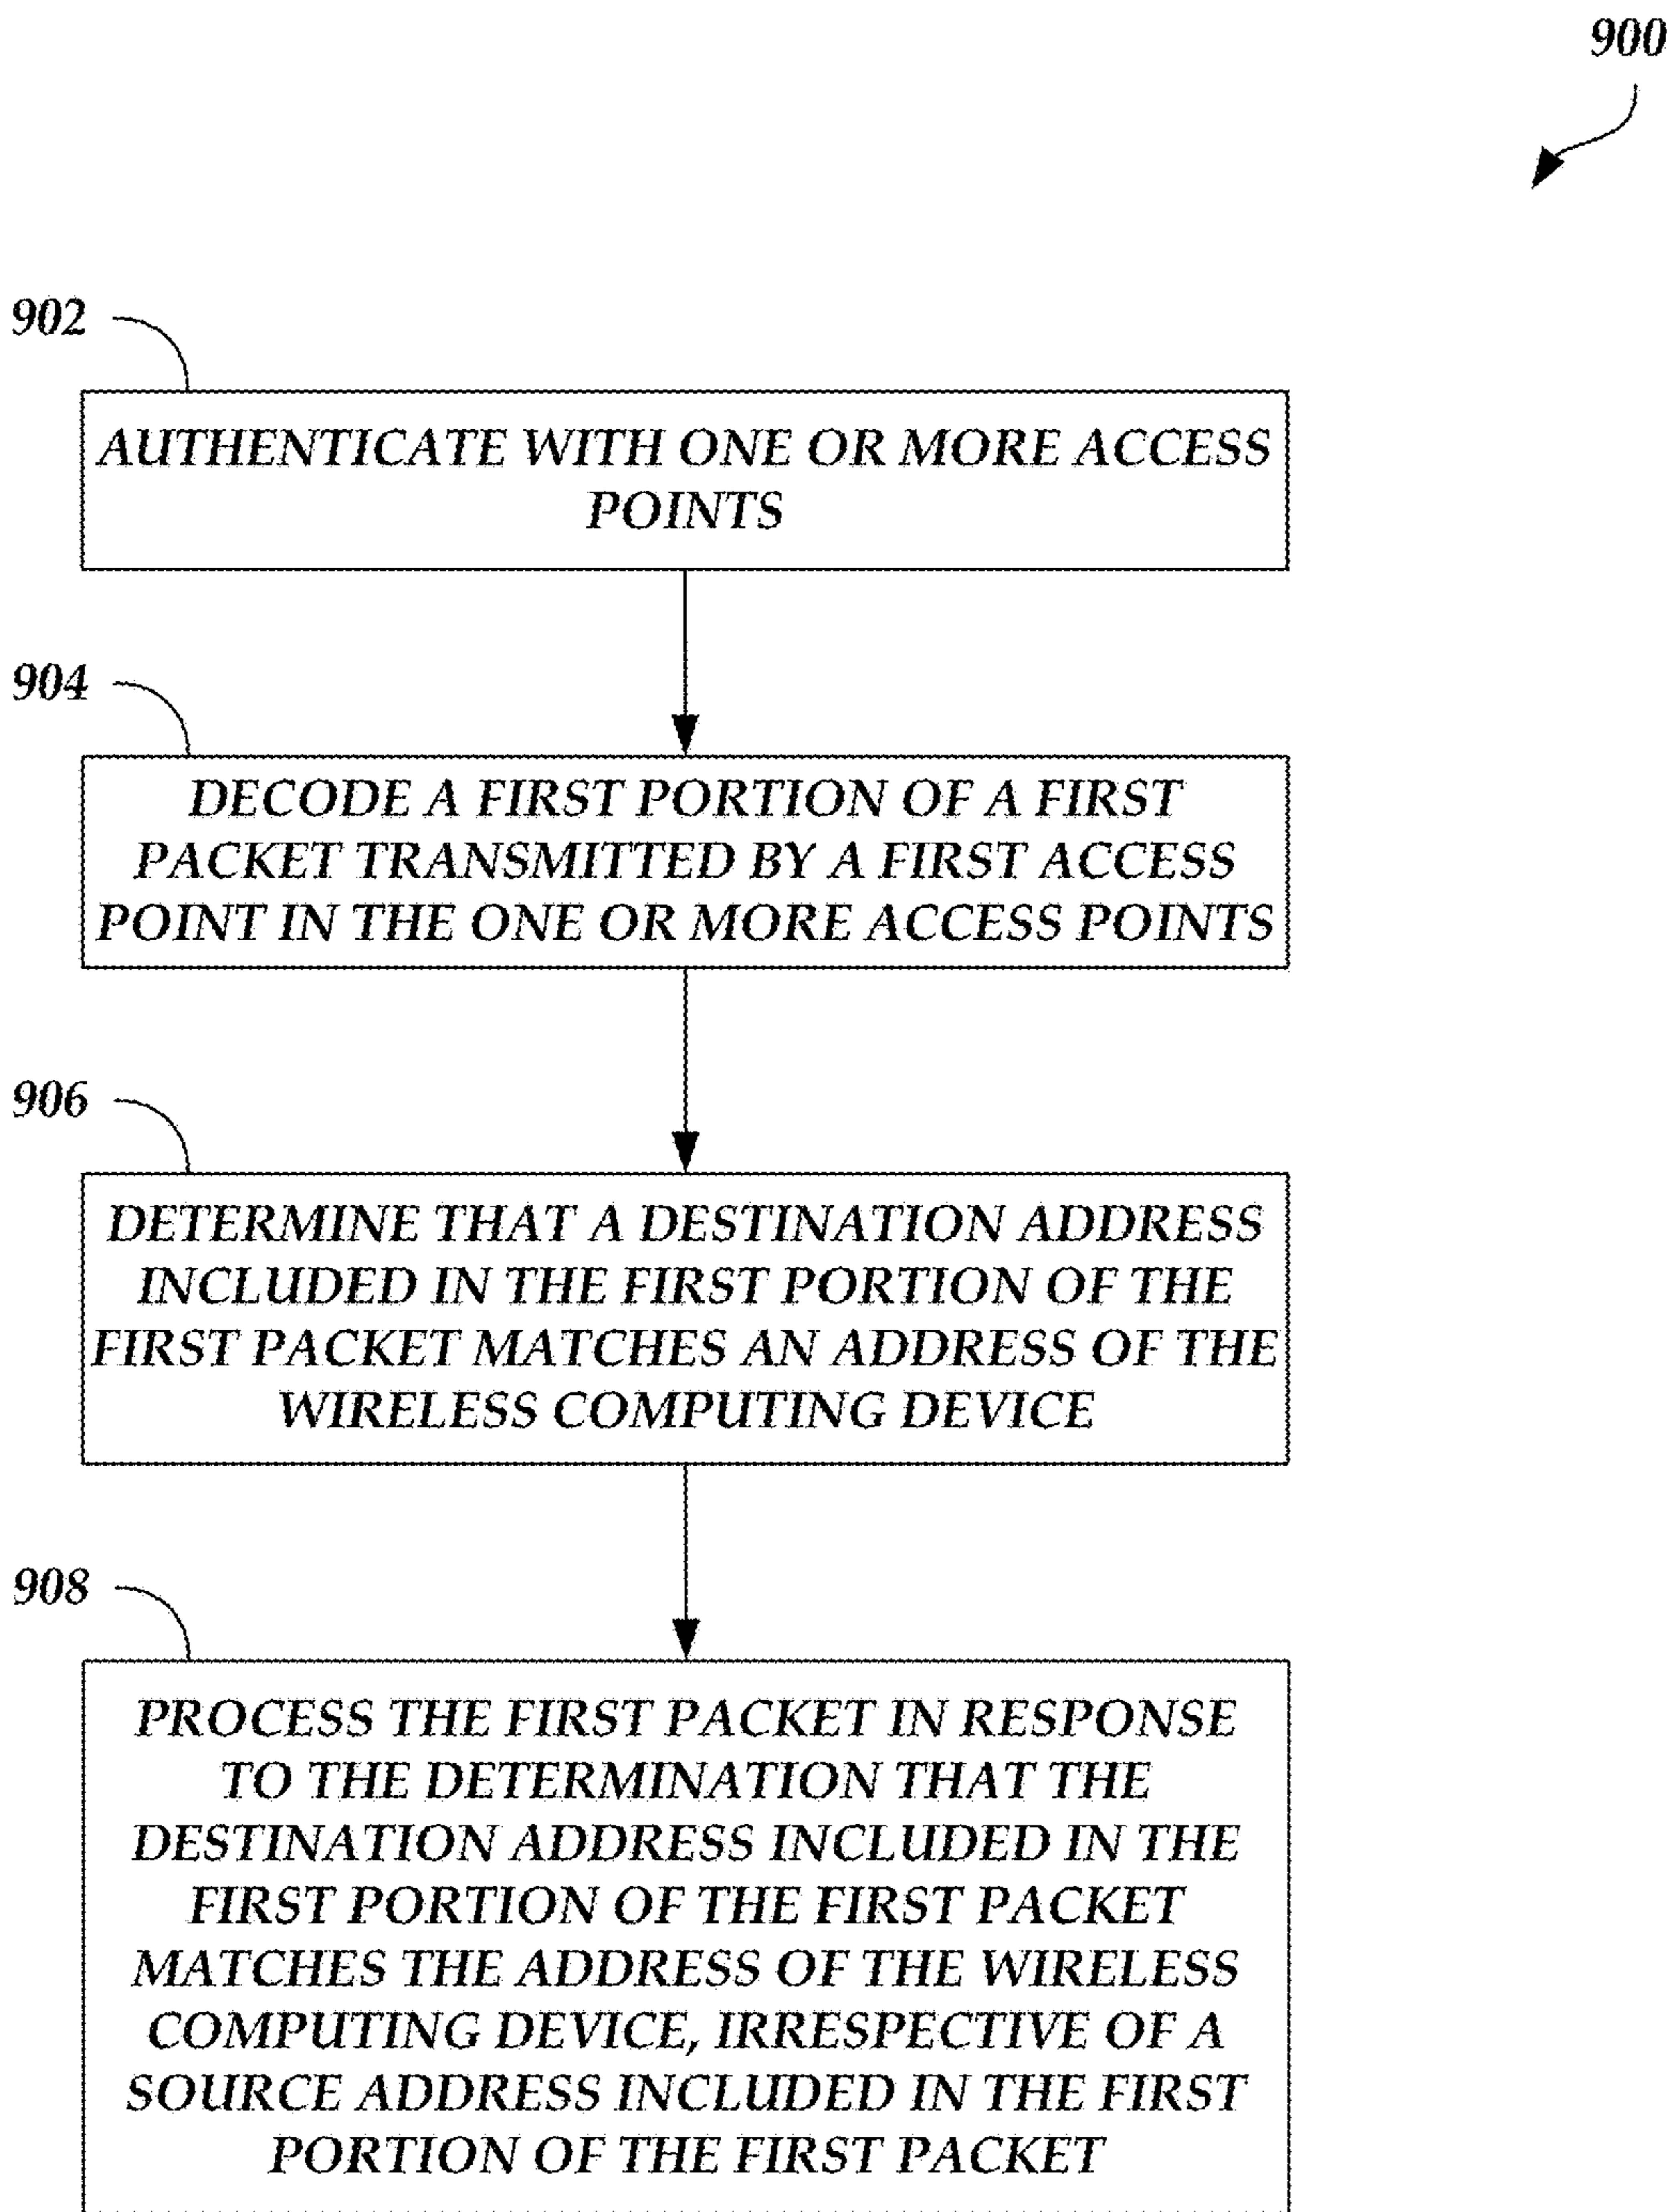 900
902
AUTHENTICATE WITH ONE OR MORE ACCESS
POINTS
904
DECODE A FIRST PORTION OF A FIRST
PACKET TRANSMITTED BY A FIRST ACCESS
POINT IN THE ONE OR MORE ACCESS POINTS
906
DETERMINE THAT A DESTINATION ADDRESS
INCLUDED IN THE FIRST PORTION OF THE
FIRST PACKET MATCHES AN ADDRESS OF THE
WIRELESS COMPUTING DEVICE
908
PROCESS THE FIRST PACKET IN RESPONSE
TO THE DETERMINATION THAT THE
DESTINATION ADDRESS INCLUDED IN THE
FIRST PORTION OF THE FIRST PACKET
MATCHES THE ADDRESS OF THE WIRELESS
COMPUTING DEVICE, IRRESPECTIVE OF A
SOURCE ADDRESS INCLUDED IN THE FIRST
PORTION OF THE FIRST PACKET